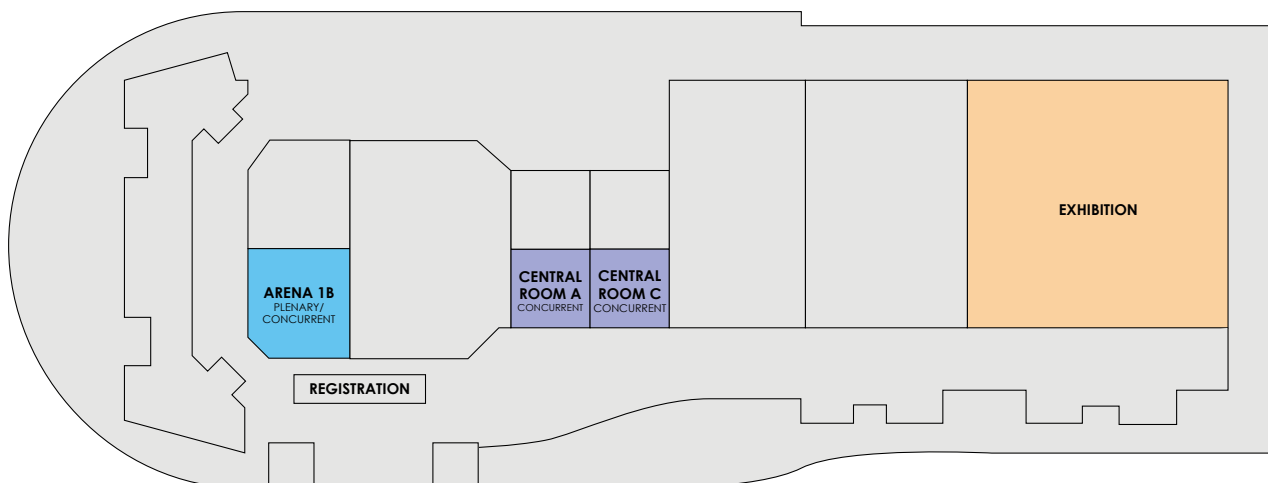 EXHIBITION
ARENA 1B
PLENARY/
CONCURRENT
CENTRAL
ROOM A
CONCURRENT
CENTRAL
ROOM C
CONCURRENT
REGISTRATION